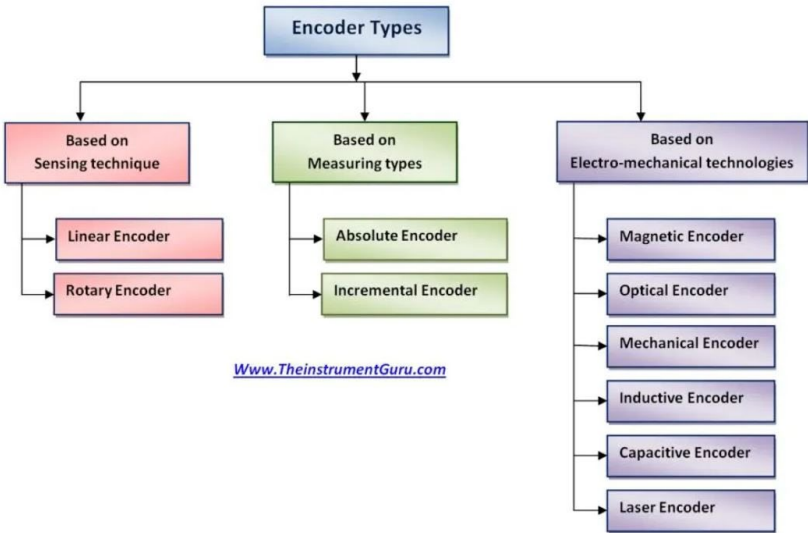 Encoder Types
Based on
Sensing technique
Linear Encoder
Rotary Encoder
Based on
Measuring types
Absolute Encoder
Incremental Encoder
Based on
Electro-mechanical technologies
Magnetic Encoder
Optical Encoder
Mechanical Encoder
Inductive Encoder
Capacitive Encoder
Laser Encoder
Www.TheinstrumentGuru.com